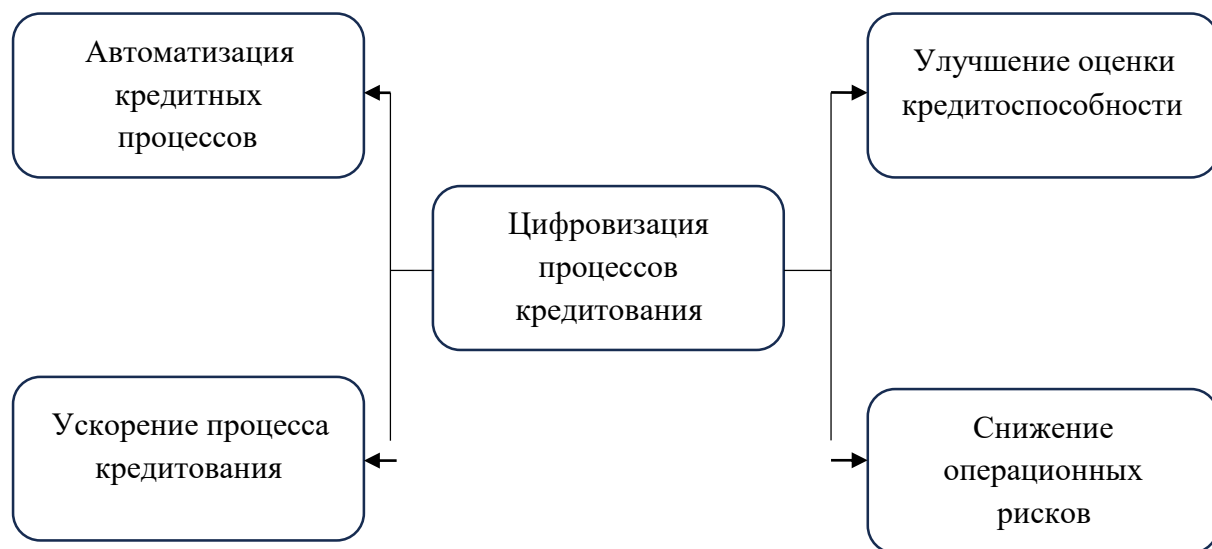 Автоматизация
кредитных
процессов
Улучшение оценки
кредитоспособности
Цифровизация
процессов
кредитования
Ускорение процесса
кредитования
Снижение
операционных
рисков